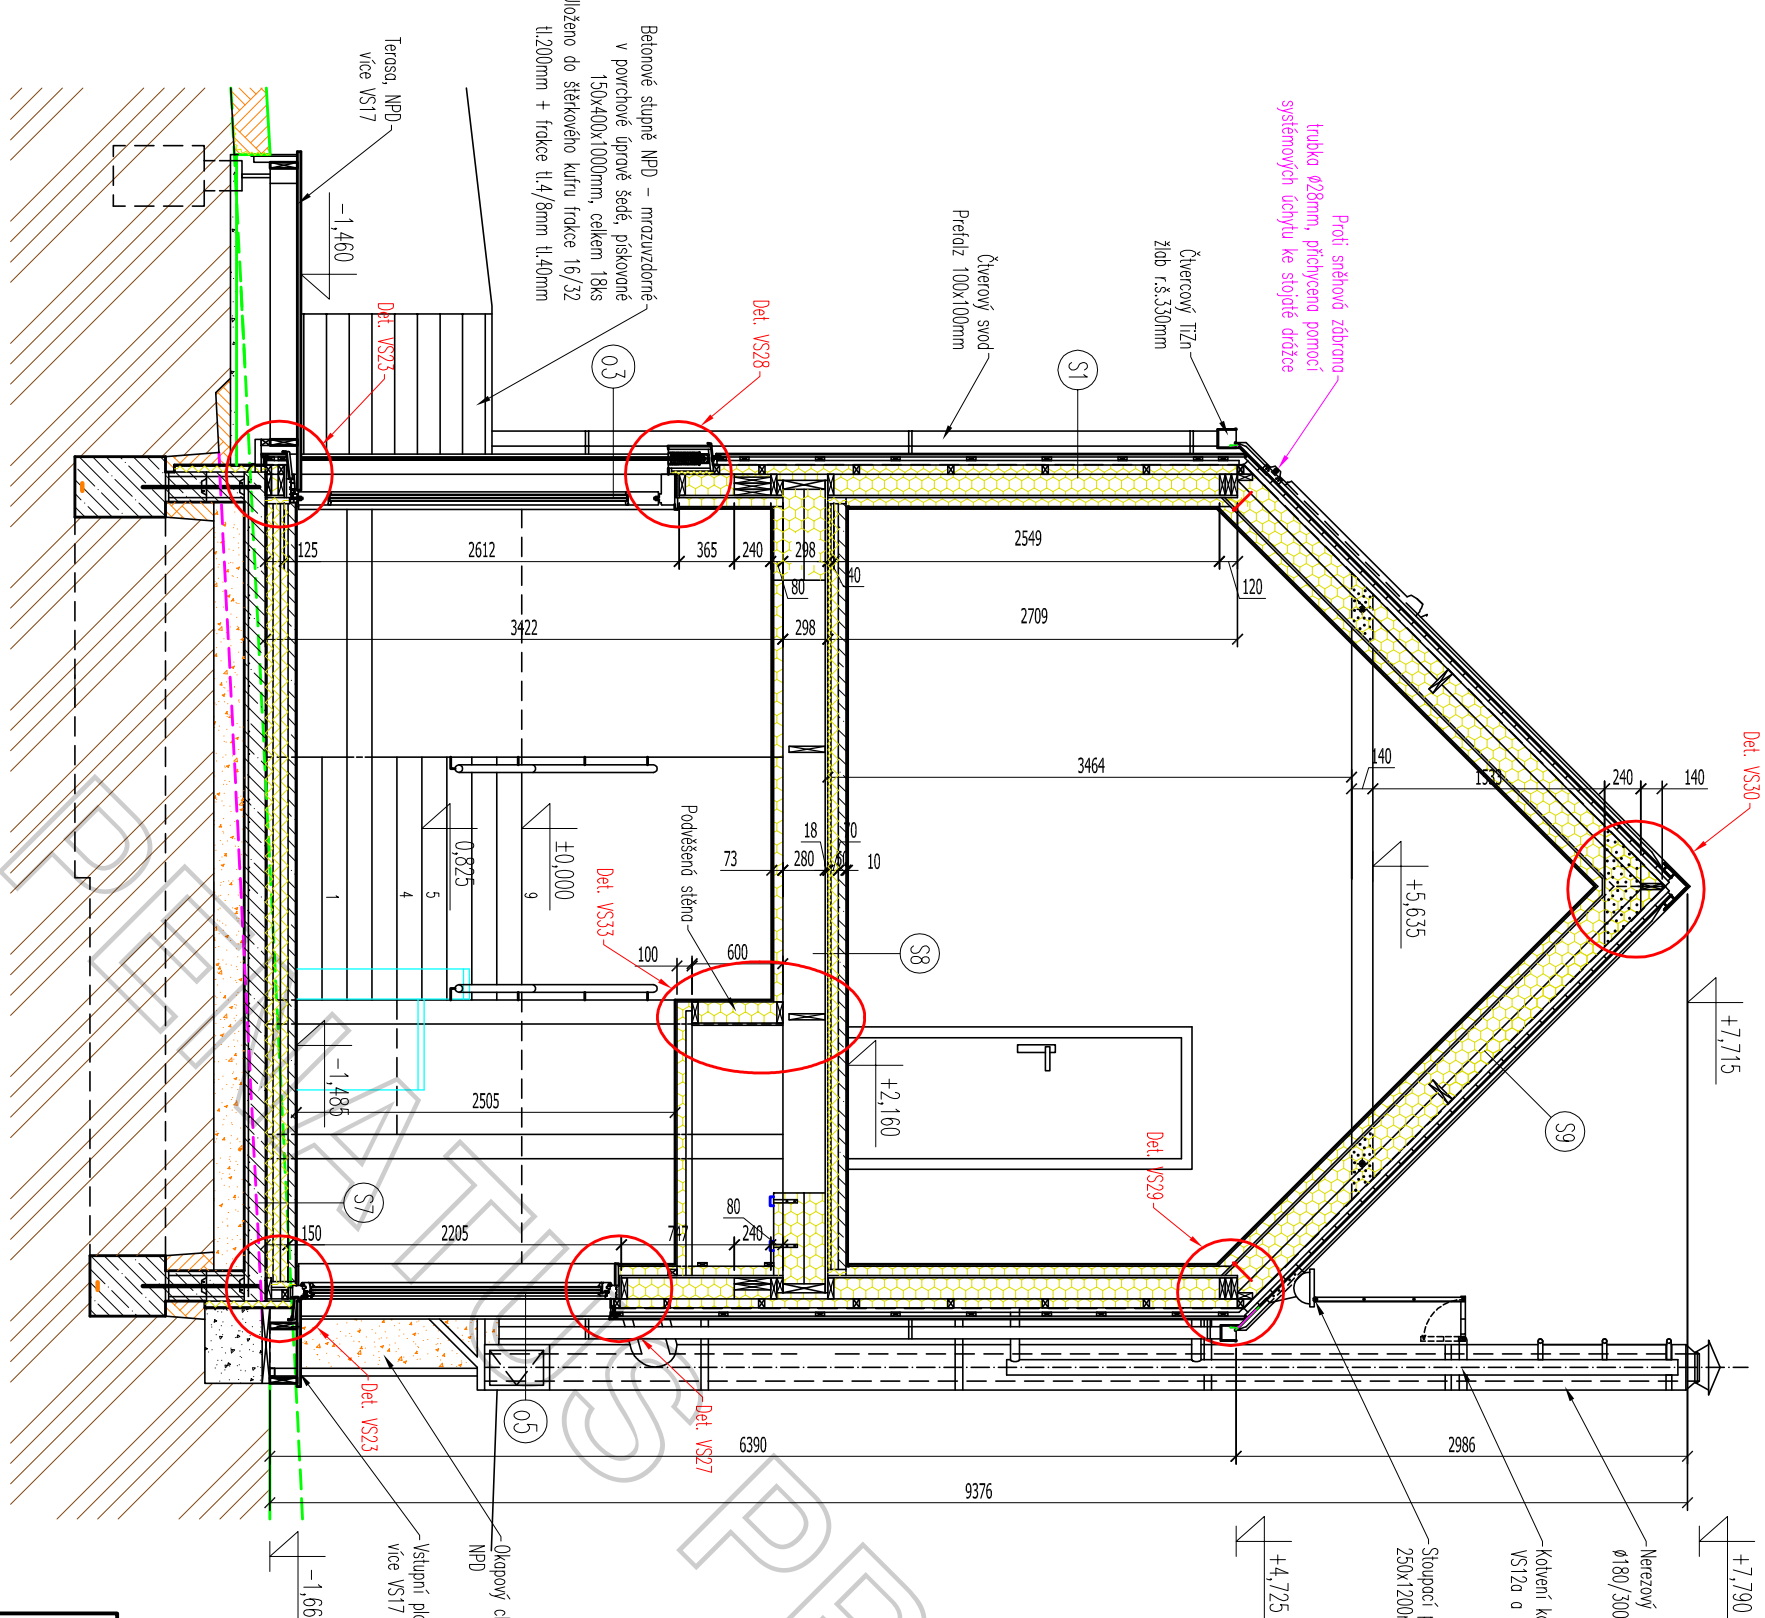 Proti sněhová zábrana
trubka ø28mm, přichycena pomocí
systémových úchytu ke stojaté drážce
Čtvercový TiZn
žlab r.š.330mm
Čtverový svod
Prefalz 100x100mm
Betonové stupně NPD - mrazuvzdorné
v povrchové úpravě šedé, pískované
150x400x1000mm, celkem 18ks
Uloženo do štěrkového kufru frakce 16/32
tl.200mm + frakce tl.4/8mm tl.40mm
Terasa, NPD
více VS17
-1,460
Det. VS23
Det. VS28
Det. VS30
Det. VS33
Det. VS29
Det. VS27
Det. VS23
S1
o3
S8
S9
S7
o5
125
2612
365
240
298
80
40
2549
120
3422
298
2709
3464
140
1533
240
140
18
70
73
280
60
10
100
600
2505
150
2205
747
240
80
6390
2986
9376
Podvěšená stěna
±0,000
0,825
1
4
5
9
-1,485
+2,160
+5,635
+7,715
+7,790
+4,725
-1,66
Nerezový
ø180/300
Kotvení
VS12a a
Stoupací
250x1200
Okapový
NPD
Vstupní
více VS17
PENATUS